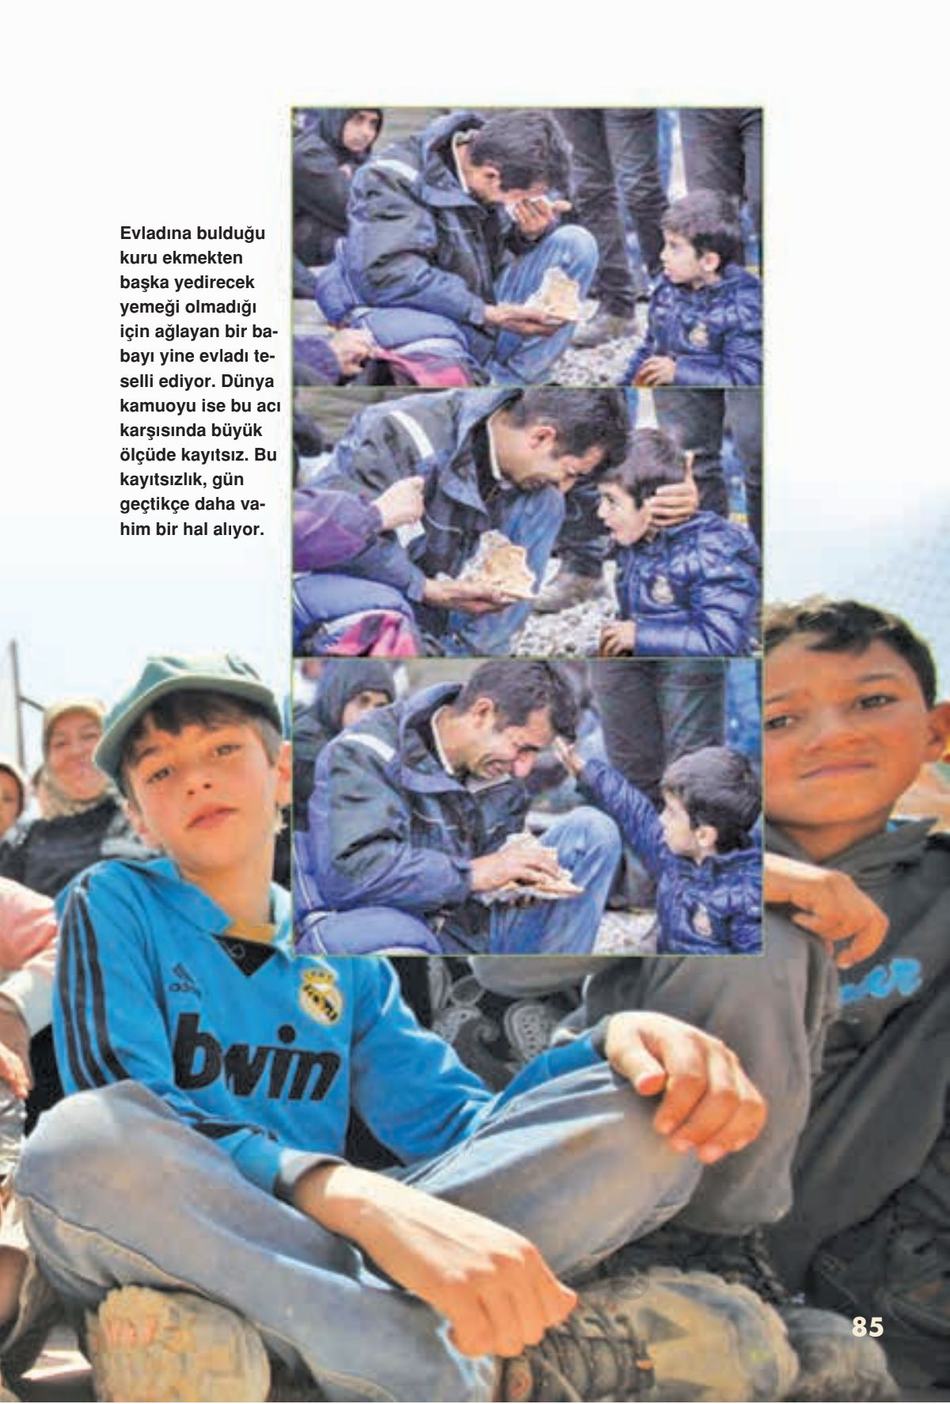 Evladına bulduğu
kuru ekmekten
başka yedirecek
yemeği olmadığı
için ağlayan bir ba-
bayı yine evladı te-
selli ediyor. Dünya
kamuoyu ise bu acı
karşısında büyük
ölçüde kayıtsız. Bu
kayıtsızlık, gün
geçtikçe daha va-
him bir hal alıyor.
adidas
bwin
85